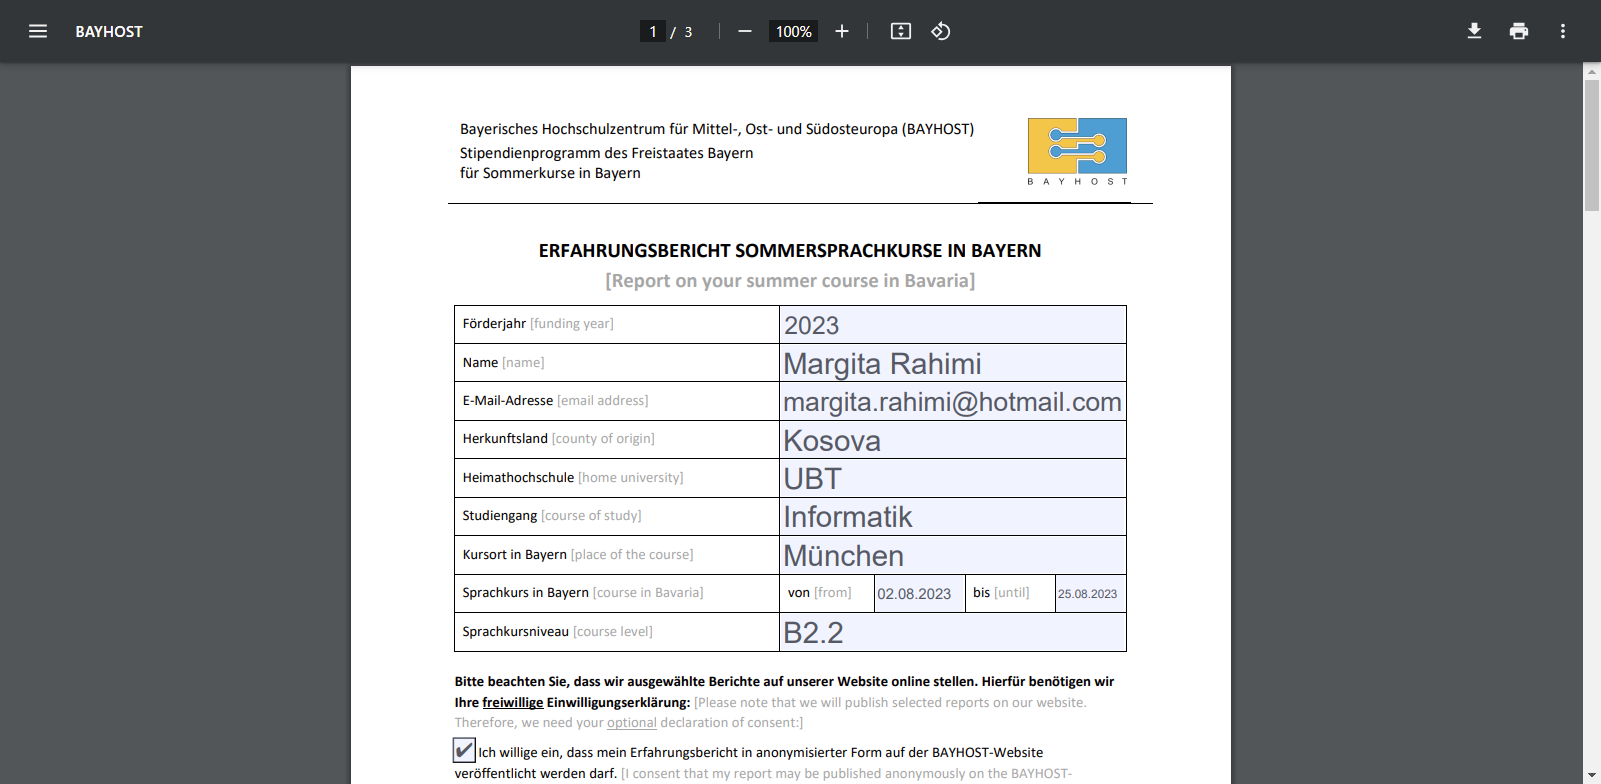 BAYHOST
1 / 3
100%
Bayerisches Hochschulzentrum für Mittel-, Ost- und Südosteuropa (BAYHOST)
Stipendienprogramm des Freistaates Bayern
für Sommerkurse in Bayern
BAYHOST
ERFAHRUNGSBERICHT SOMMERSPRACHKURSE IN BAYERN
[Report on your summer course in Bavaria]
Förderjahr [funding year] 2023
Name [name] Margita Rahimi
E-Mail-Adresse [email address] margita.rahimi@hotmail.com
Herkunftsland [county of origin] Kosova
Heimathochschule [home university] UBT
Studiengang [course of study] Informatik
Kursort in Bayern [place of the course] München
Sprachkurs in Bayern [course in Bavaria] von [from] 02.08.2023 bis [until] 25.08.2023
Sprachkursniveau [course level] B2.2
Bitte beachten Sie, dass wir ausgewählte Berichte auf unserer Website online stellen. Hierfür benötigen wir
Ihre freiwillige Einwilligungserklärung: [Please note that we will publish selected reports on our website.
Therefore, we need your optional declaration of consent:]
Ich willige ein, dass mein Erfahrungsbericht in anonymisierter Form auf der BAYHOST-Website
veröffentlicht werden darf. [I consent that my report may be published anonymously on the BAYHOST-